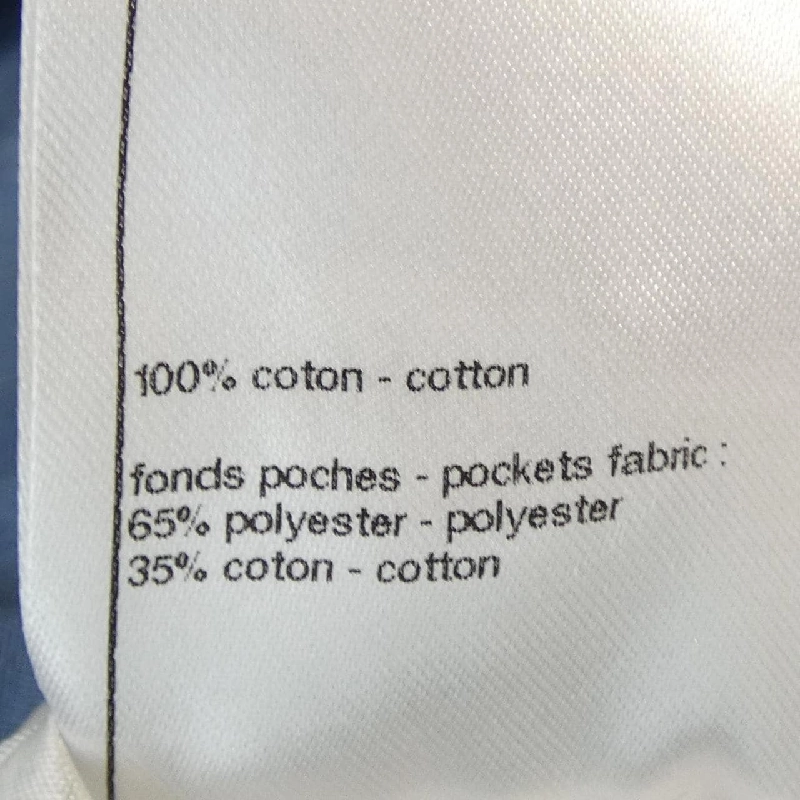 100% coton - cotton
fonds poches - pockets fabric :
65% polyester - polyester
35% coton - cotton